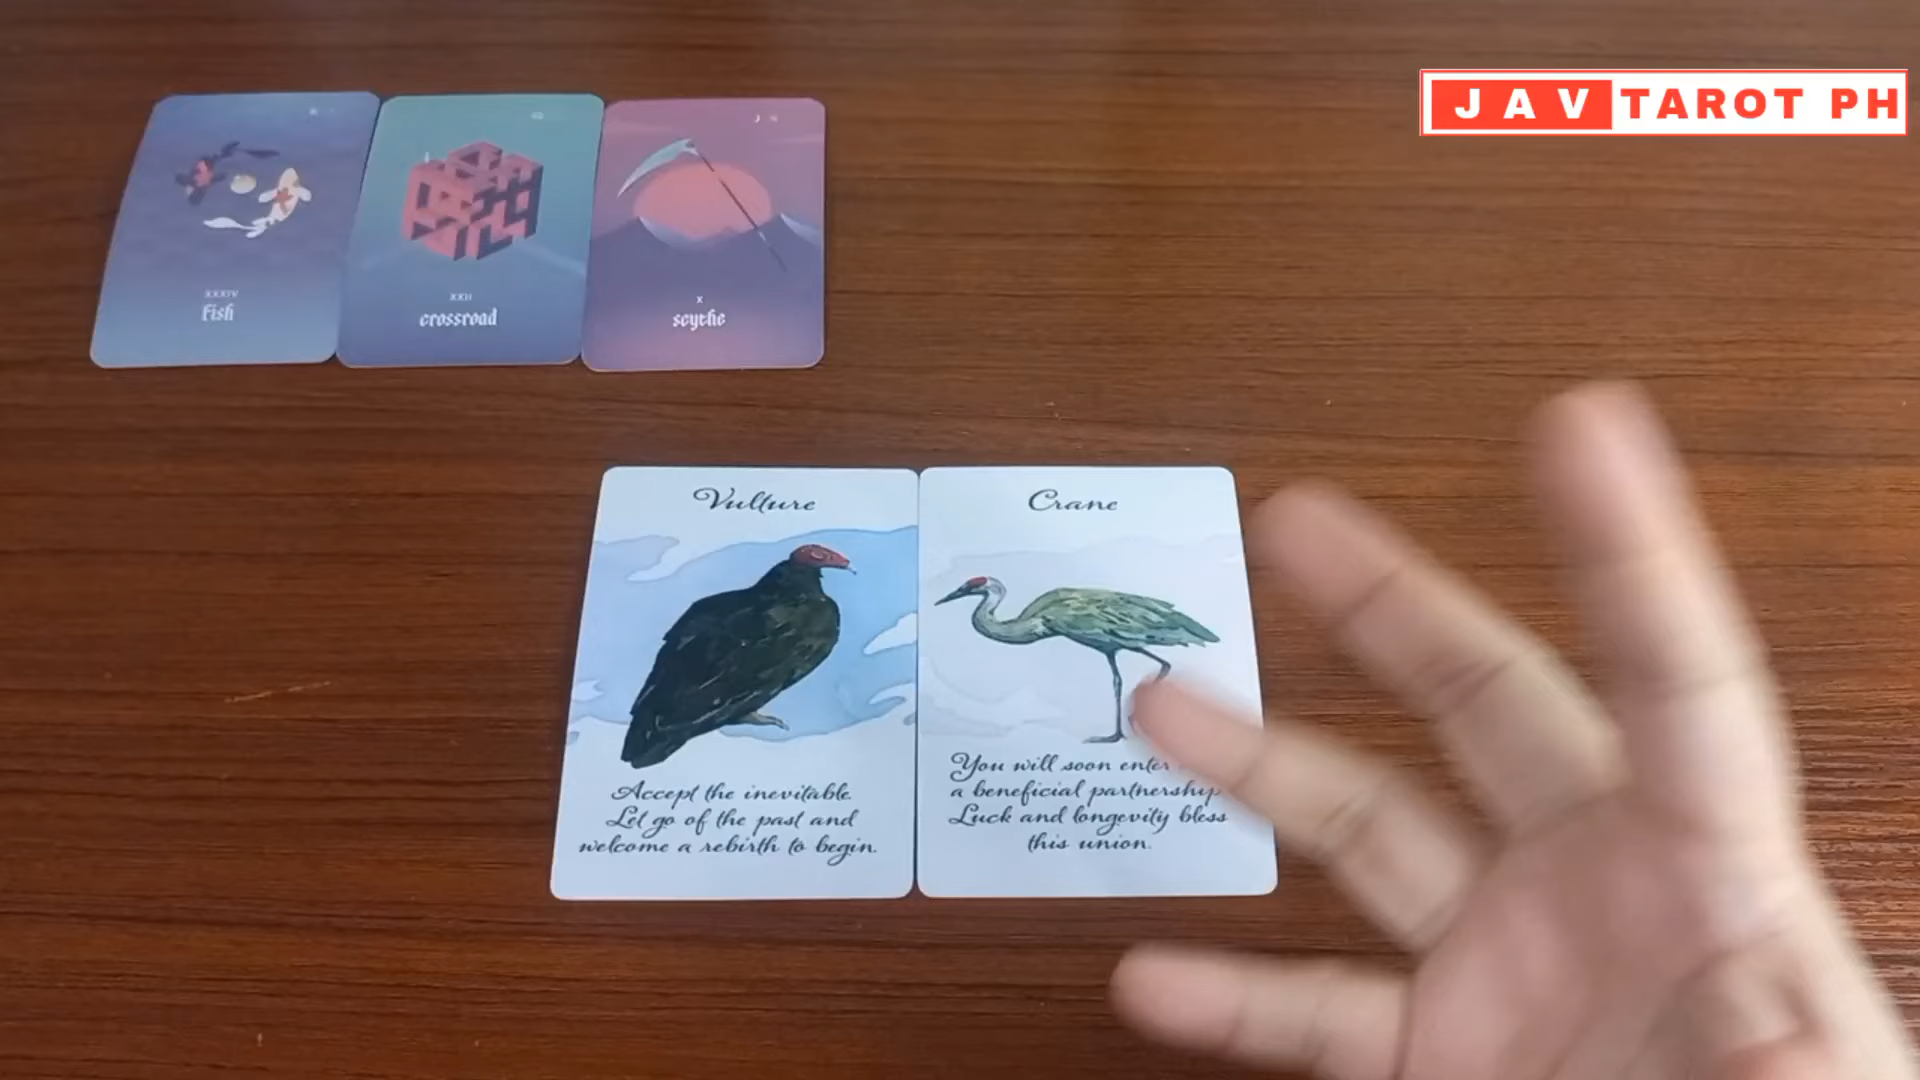 JAV TAROT PH
XXXIV
Fish
XXII
crossroad
J
X
scythe
Vulture
Accept the inevitable.
Let go of the past and
welcome a rebirth to begin.
Crane
You will soon enter
a beneficial partnership
Luck and longevity bless
this union.